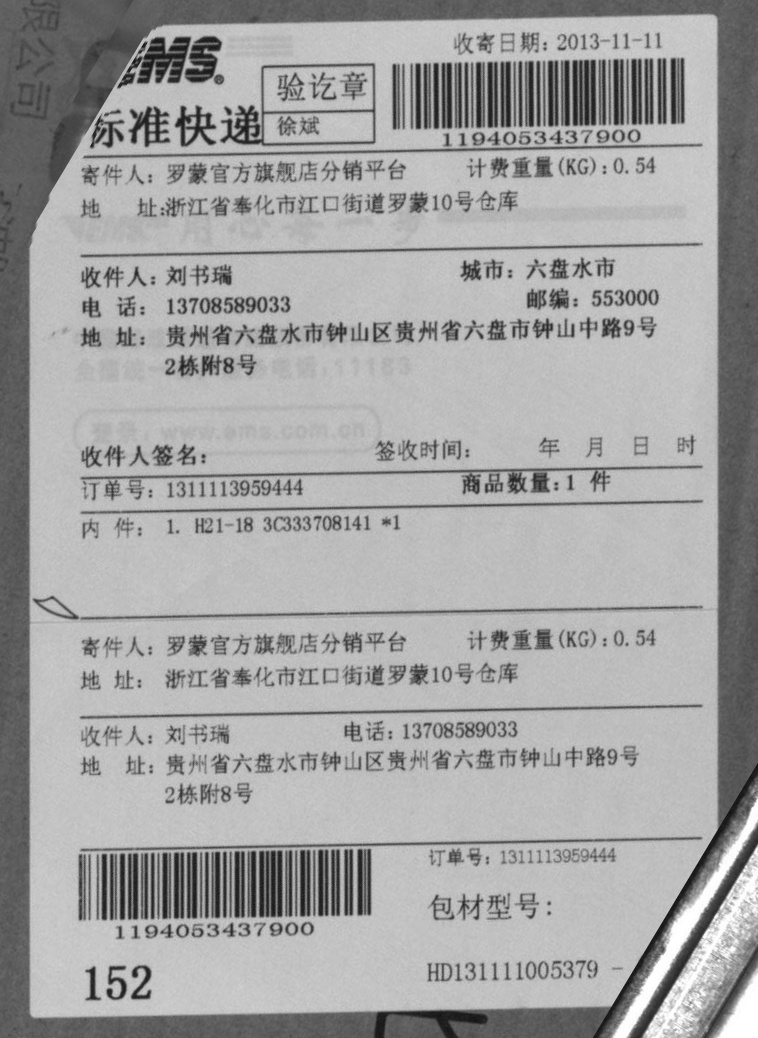 EMS
收寄日期: 2013-11-11
标准快递
验讫章
徐斌
1194053437900
寄件人: 罗蒙官方旗舰店分销平台 计费重量(KG):0.54
地 址:浙江省奉化市江口街道罗蒙10号仓库
收件人: 刘书瑞 城市: 六盘水市
电 话: 13708589033 邮编: 553000
地 址: 贵州省六盘水市钟山区贵州省六盘市钟山中路9号
2栋附8号
www.ems.com.cn
收件人签名: 签收时间: 年 月 日 时
订单号: 1311113959444 商品数量:1 件
内 件: 1. H21-18 3C333708141 *1
寄件人: 罗蒙官方旗舰店分销平台 计费重量(KG):0.54
地 址: 浙江省奉化市江口街道罗蒙10号仓库
收件人: 刘书瑞 电话: 13708589033
地 址: 贵州省六盘水市钟山区贵州省六盘市钟山中路9号
2栋附8号
订单号: 1311113959444
1194053437900
包材型号:
152
HD131111005379 -
限公司